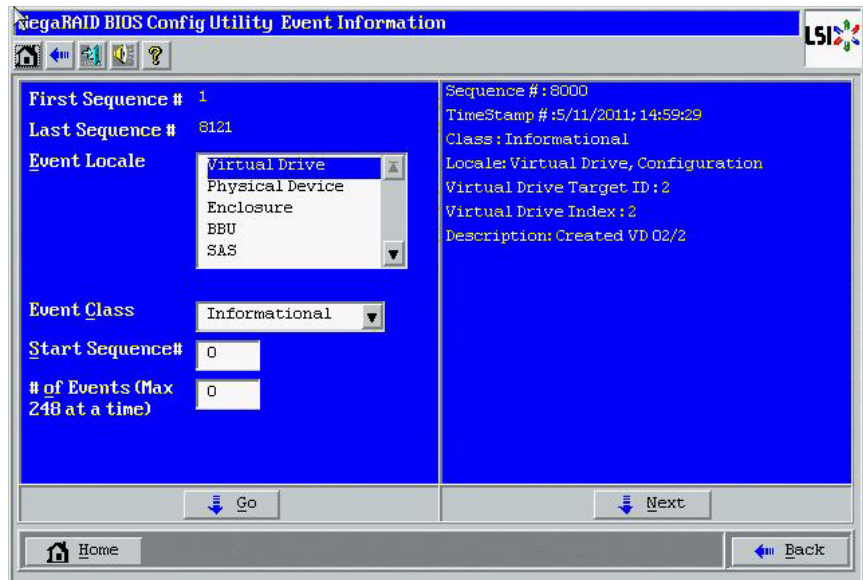 MegaRAID BIOS Config Utility Event Information
LSI
First Sequence # 1
Last Sequence # 8121
Event Locale
Virtual Drive
Physical Device
Enclosure
BBU
SAS
Event Class Informational
Start Sequence# 0
# of Events (Max
248 at a time) 0
Go
Sequence #:8000
TimeStamp #:5/11/2011; 14:59:29
Class: Informational
Locale: Virtual Drive, Configuration
Virtual Drive Target ID:2
Virtual Drive Index:2
Description: Created VD 02/2
Next
Home
Back